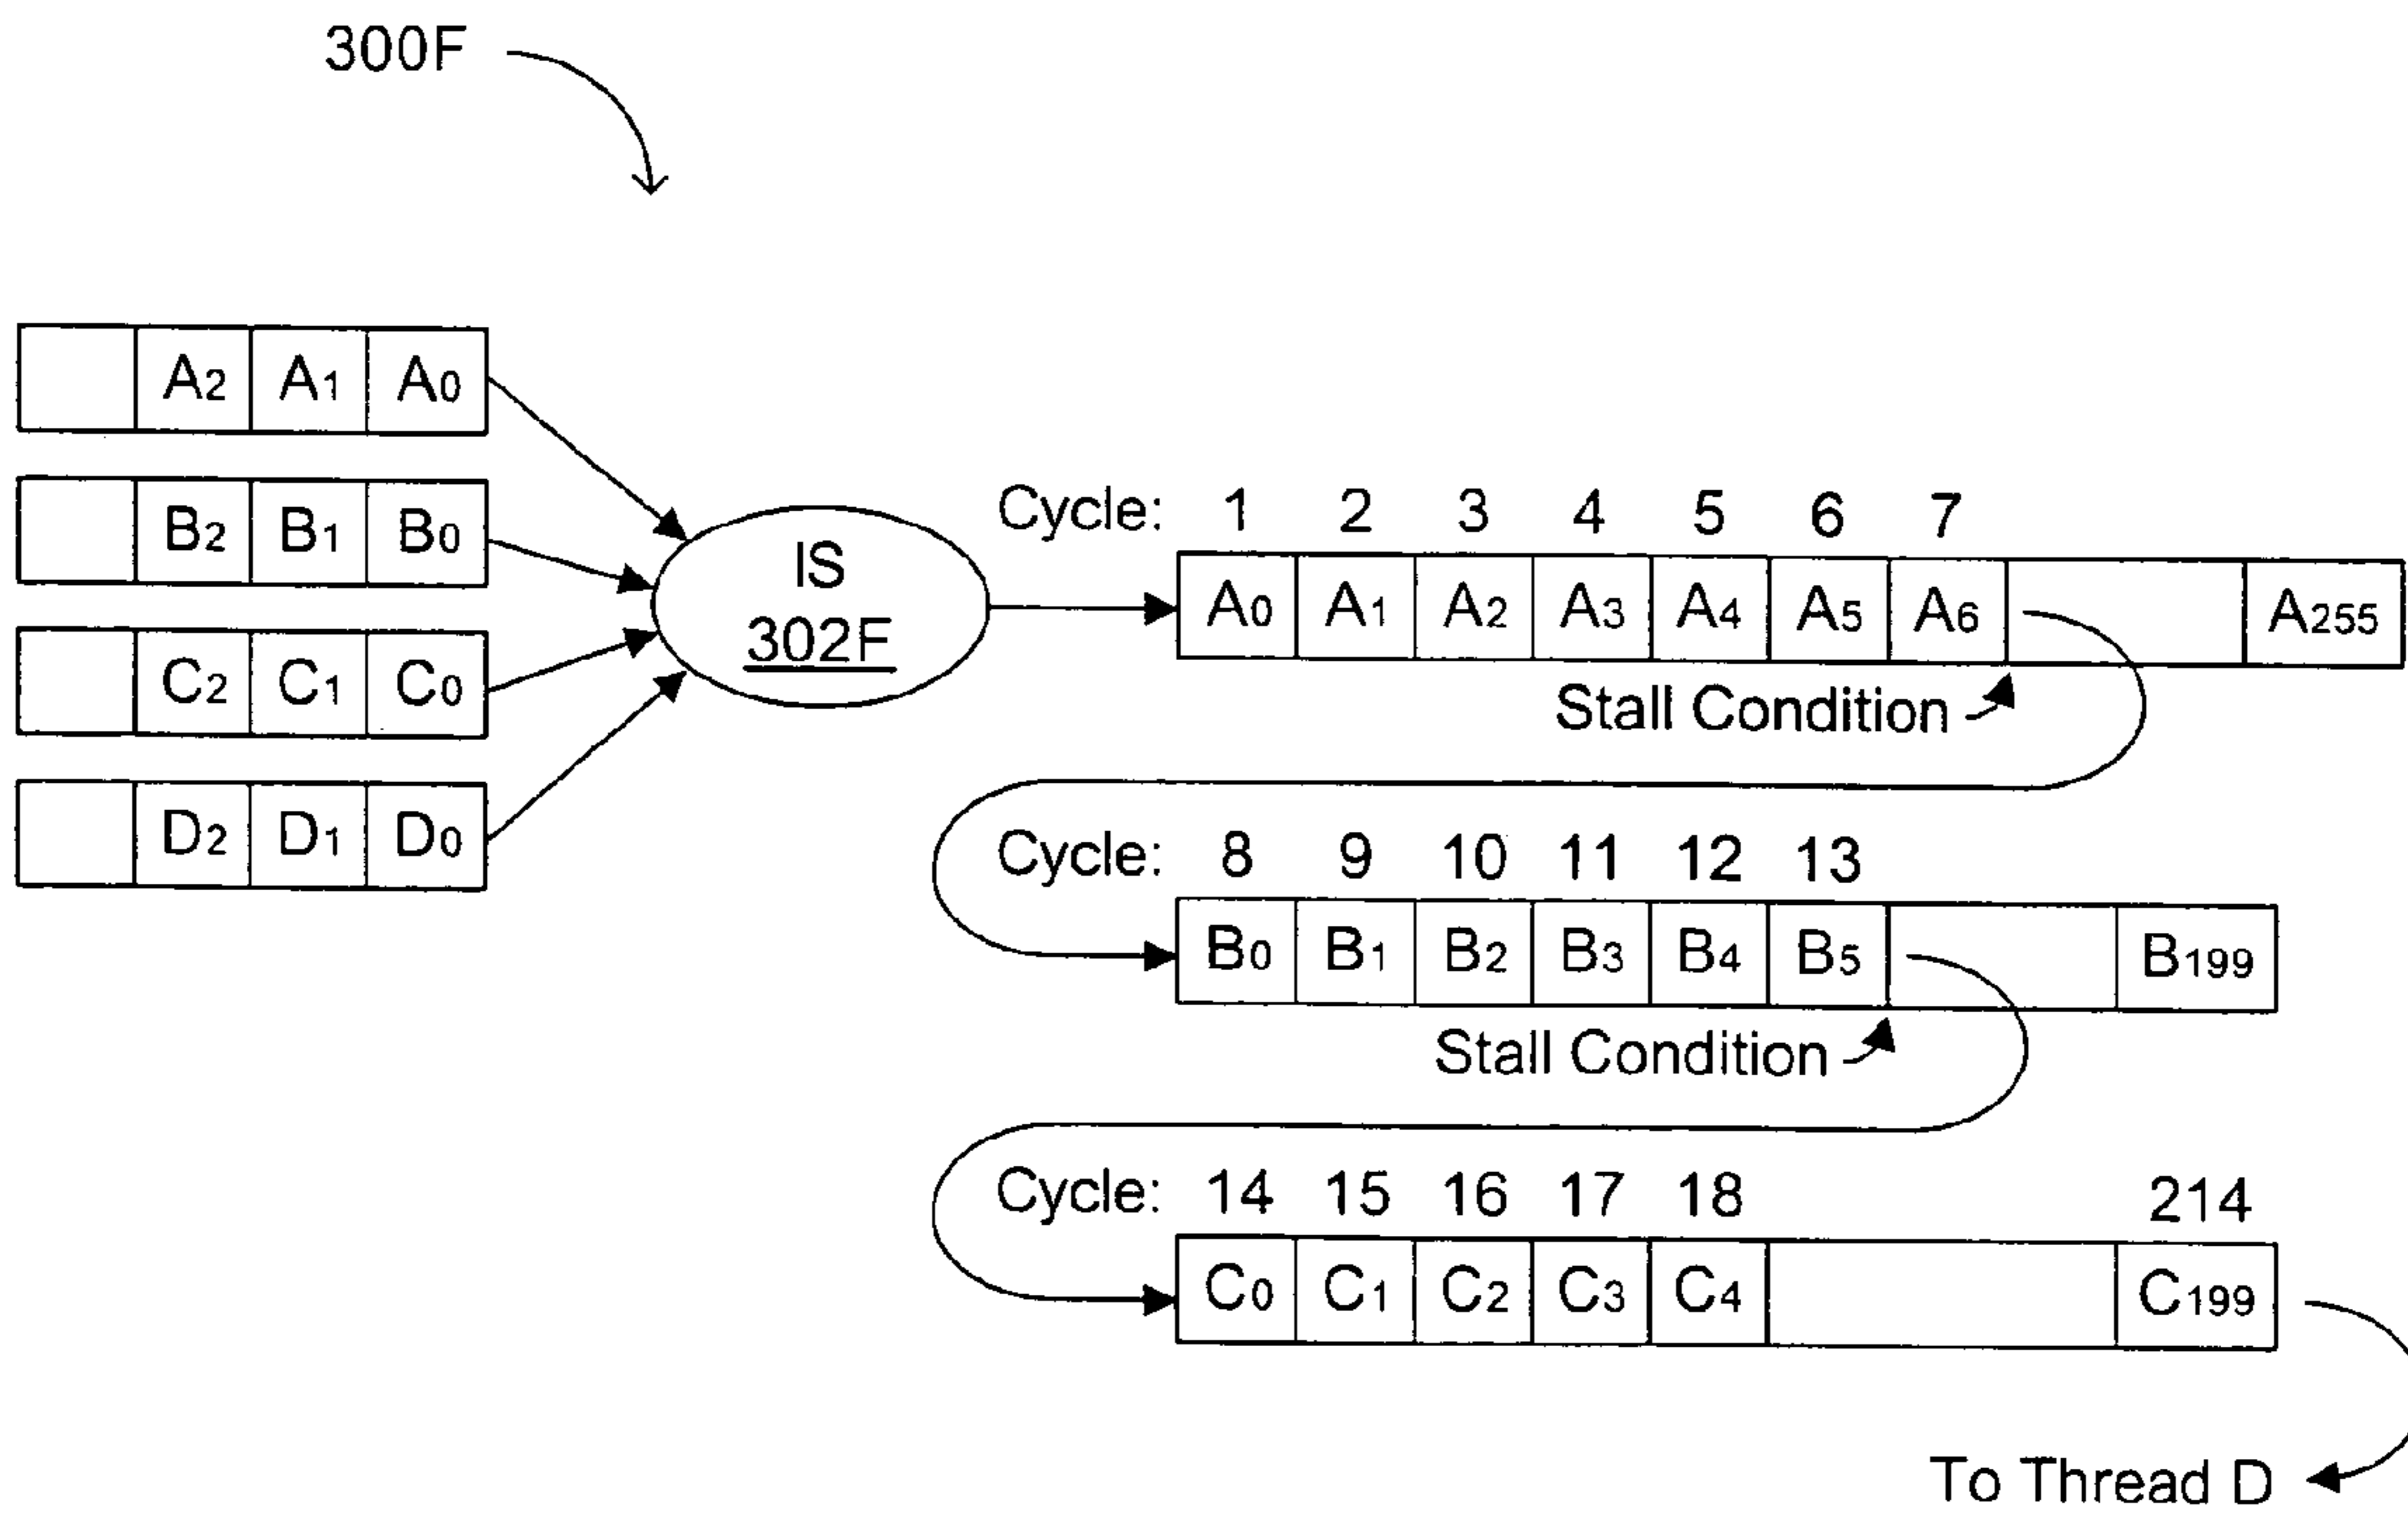 300F
A2 A1 A0
B2 B1 B0
C2 C1 C0
D2 D1 D0
IS
302F
Cycle: 1 2 3 4 5 6 7
A0 A1 A2 A3 A4 A5 A6 A255
Stall Condition
Cycle: 8 9 10 11 12 13
B0 B1 B2 B3 B4 B5 B199
Stall Condition
Cycle: 14 15 16 17 18 214
C0 C1 C2 C3 C4 C199
To Thread D